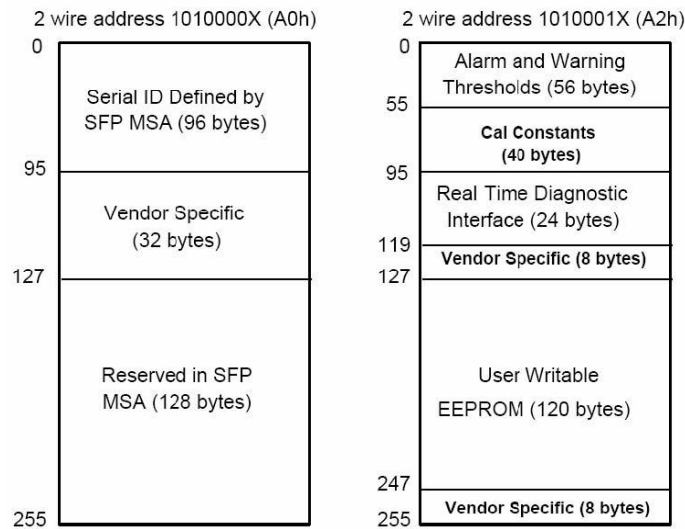 2 wire address 1010000X (A0h)
0
Serial ID Defined by
SFP MSA (96 bytes)
95
Vendor Specific
(32 bytes)
127
Reserved in SFP
MSA (128 bytes)
255
2 wire address 1010001X (A2h)
0
Alarm and Warning
Thresholds (56 bytes)
55
Cal Constants
(40 bytes)
95
Real Time Diagnostic
Interface (24 bytes)
119
Vendor Specific (8 bytes)
127
User Writable
EEPROM (120 bytes)
247
Vendor Specific (8 bytes)
255